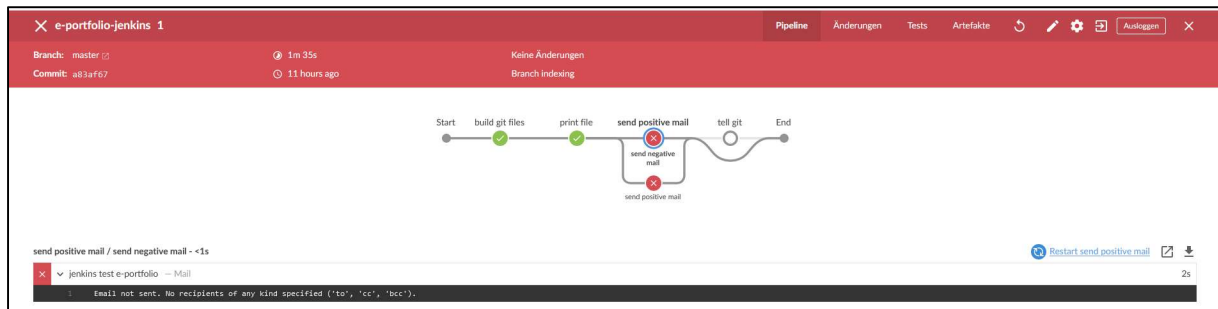 e-portfolio-jenkins 1
Pipeline Änderungen Tests Artefakte Ausloggen
Branch: master 1m 35s Keine Änderungen
Commit: a83af67 11 hours ago Branch indexing
Start build git files print file send positive mail tell git End
send negative
mail
send positive mail
send positive mail / send negative mail - <1s Restart send positive mail
jenkins test e-portfolio — Mail 2s
1 Email not sent. No recipients of any kind specified ('to', 'cc', 'bcc').